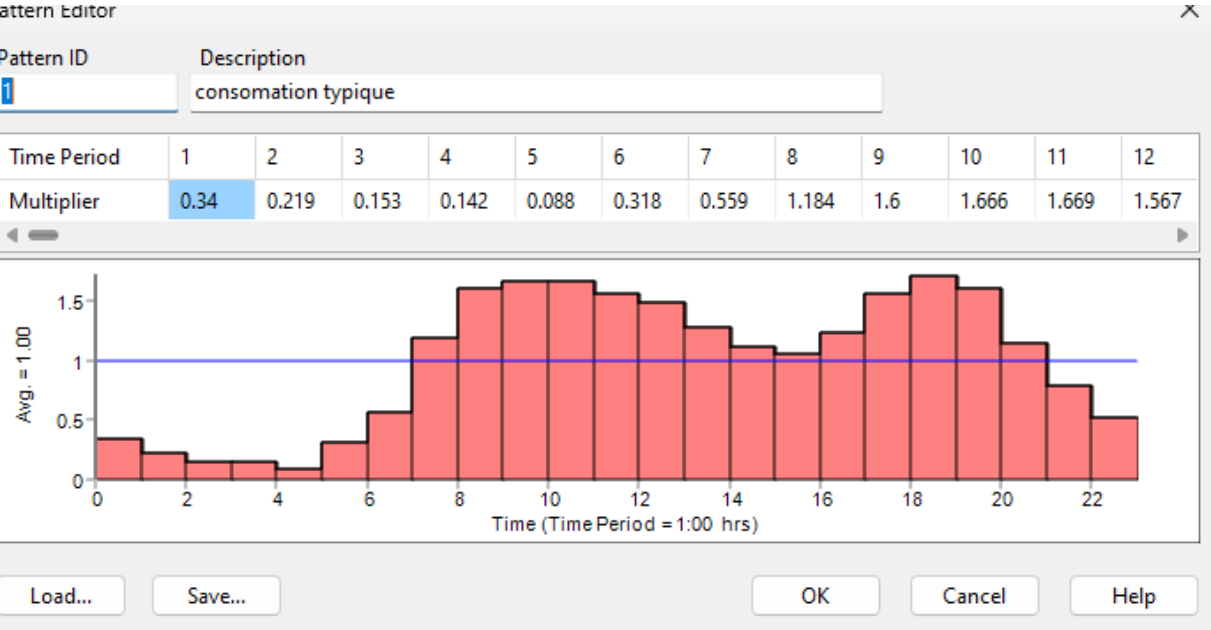 Pattern Editor
Pattern ID Description
1 consomation typique
Time Period 1 2 3 4 5 6 7 8 9 10 11 12
Multiplier 0.34 0.219 0.153 0.142 0.088 0.318 0.559 1.184 1.6 1.666 1.669 1.567
Avg. = 1.00
1.5
1
0.5
0
0 2 4 6 8 10 12 14 16 18 20 22
Time (Time Period = 1:00 hrs)
Load... Save... OK Cancel Help